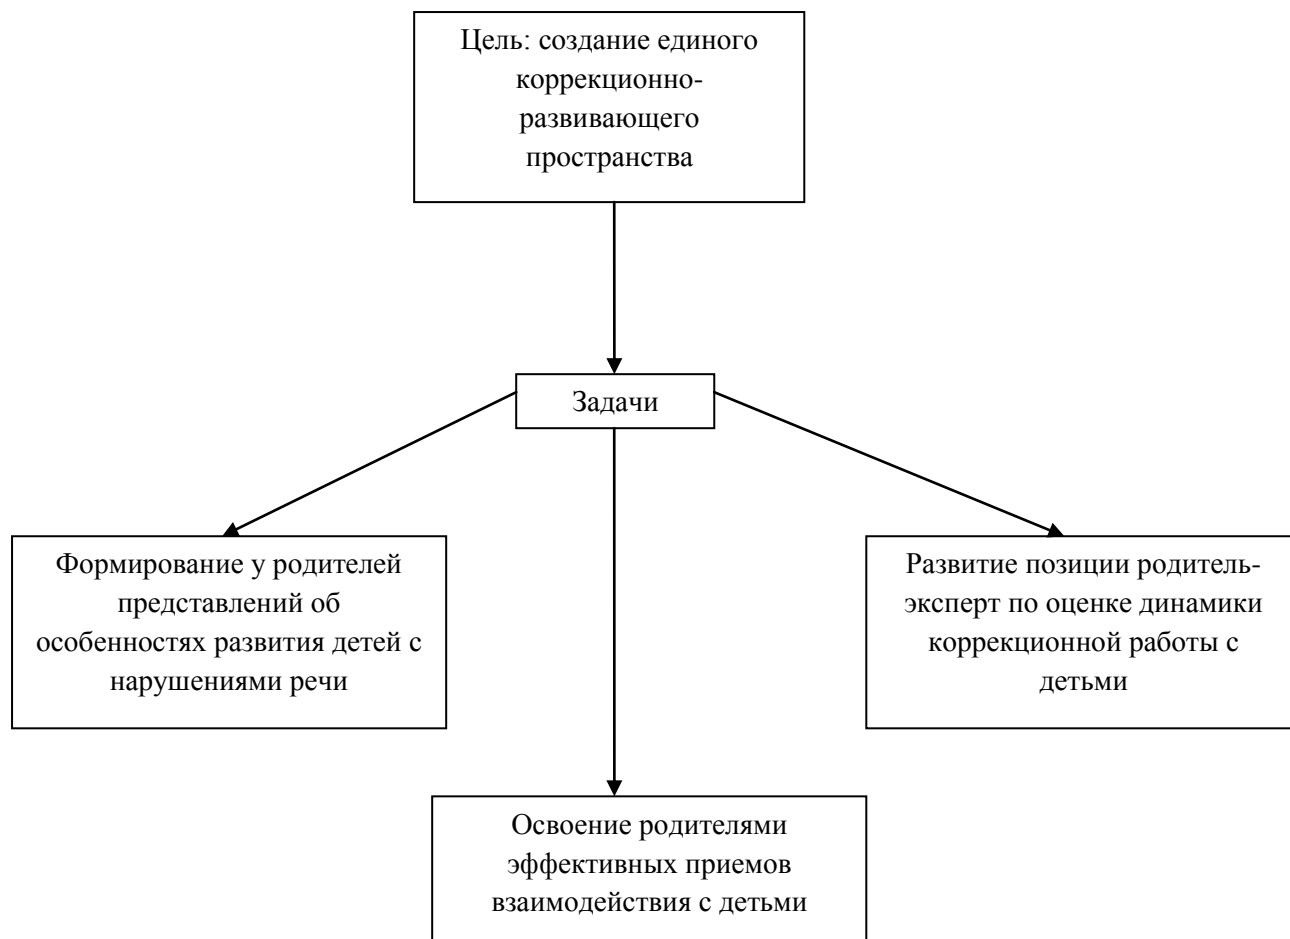 Цель: создание единого
коррекционно-
развивающего
пространства
Задачи
Формирование у родителей
представлений об
особенностях развития детей с
нарушениями речи
Развитие позиции родитель-
эксперт по оценке динамики
коррекционной работы с
детьми
Освоение родителями
эффективных приемов
взаимодействия с детьми